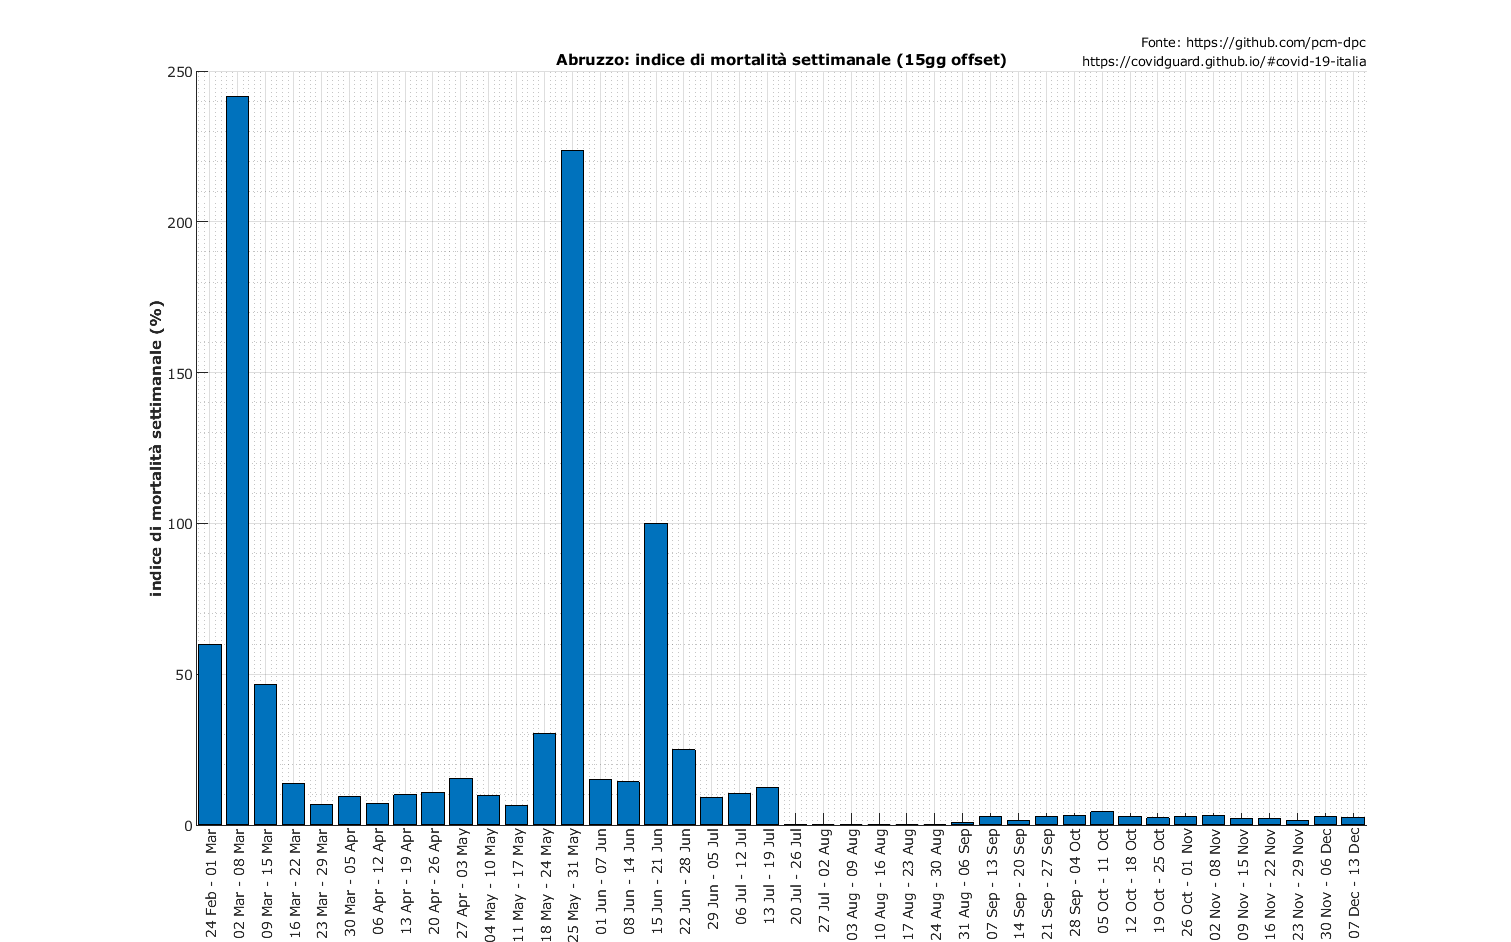 Fonte: https://github.com/pcm-dpc
https://covidguard.github.io/#covid-19-italia
Abruzzo: indice di mortalità settimanale (15gg offset)
indice di mortalità settimanale (%)
250
200
150
100
50
0
24 Feb - 01 Mar
02 Mar - 08 Mar
09 Mar - 15 Mar
16 Mar - 22 Mar
23 Mar - 29 Mar
30 Mar - 05 Apr
06 Apr - 12 Apr
13 Apr - 19 Apr
20 Apr - 26 Apr
27 Apr - 03 May
04 May - 10 May
11 May - 17 May
18 May - 24 May
25 May - 31 May
01 Jun - 07 Jun
08 Jun - 14 Jun
15 Jun - 21 Jun
22 Jun - 28 Jun
29 Jun - 05 Jul
06 Jul - 12 Jul
13 Jul - 19 Jul
20 Jul - 26 Jul
27 Jul - 02 Aug
03 Aug - 09 Aug
10 Aug - 16 Aug
17 Aug - 23 Aug
24 Aug - 30 Aug
31 Aug - 06 Sep
07 Sep - 13 Sep
14 Sep - 20 Sep
21 Sep - 27 Sep
28 Sep - 04 Oct
05 Oct - 11 Oct
12 Oct - 18 Oct
19 Oct - 25 Oct
26 Oct - 01 Nov
02 Nov - 08 Nov
09 Nov - 15 Nov
16 Nov - 22 Nov
23 Nov - 29 Nov
30 Nov - 06 Dec
07 Dec - 13 Dec